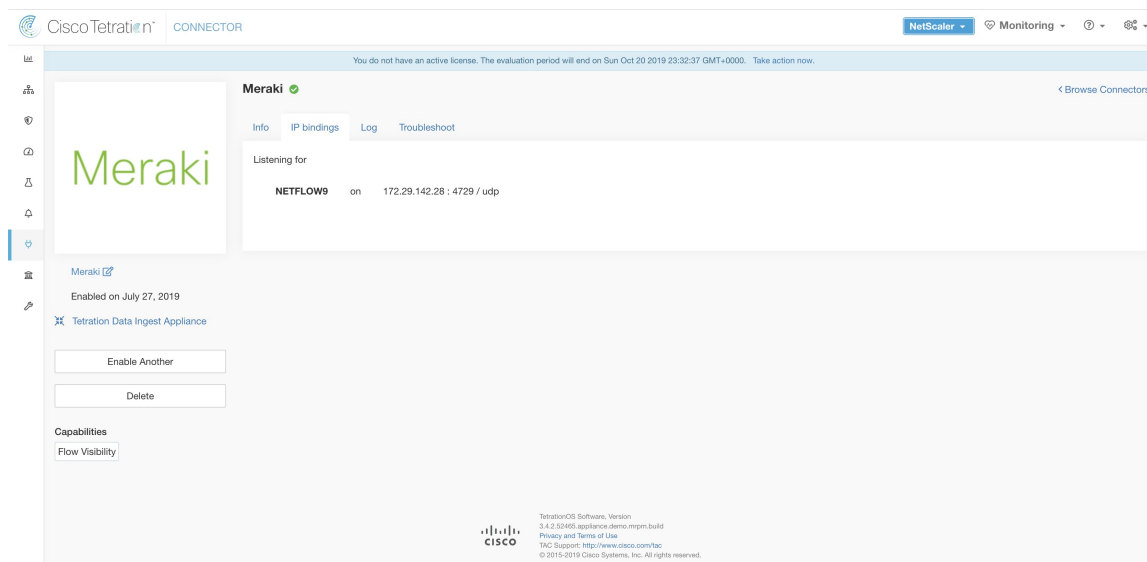 Cisco Tetration™ CONNECTOR NetScaler Monitoring ?
You do not have an active license. The evaluation period will end on Sun Oct 20 2019 23:32:37 GMT+0000. Take action now.
Meraki
Meraki < Browse Connectors
Info IP bindings Log Troubleshoot
Listening for
NETFLOW9 on 172.29.142.28 : 4729 / udp
Meraki
Enabled on July 27, 2019
Tetration Data Ingest Appliance
Enable Another
Delete
Capabilities
Flow Visibility
CISCO
TetrationOS Software, Version
3.4.2.52465.appliance.demo.mrpm.build
Privacy and Terms of Use
TAC Support: http://www.cisco.com/tac
© 2015-2019 Cisco Systems, Inc. All rights reserved.